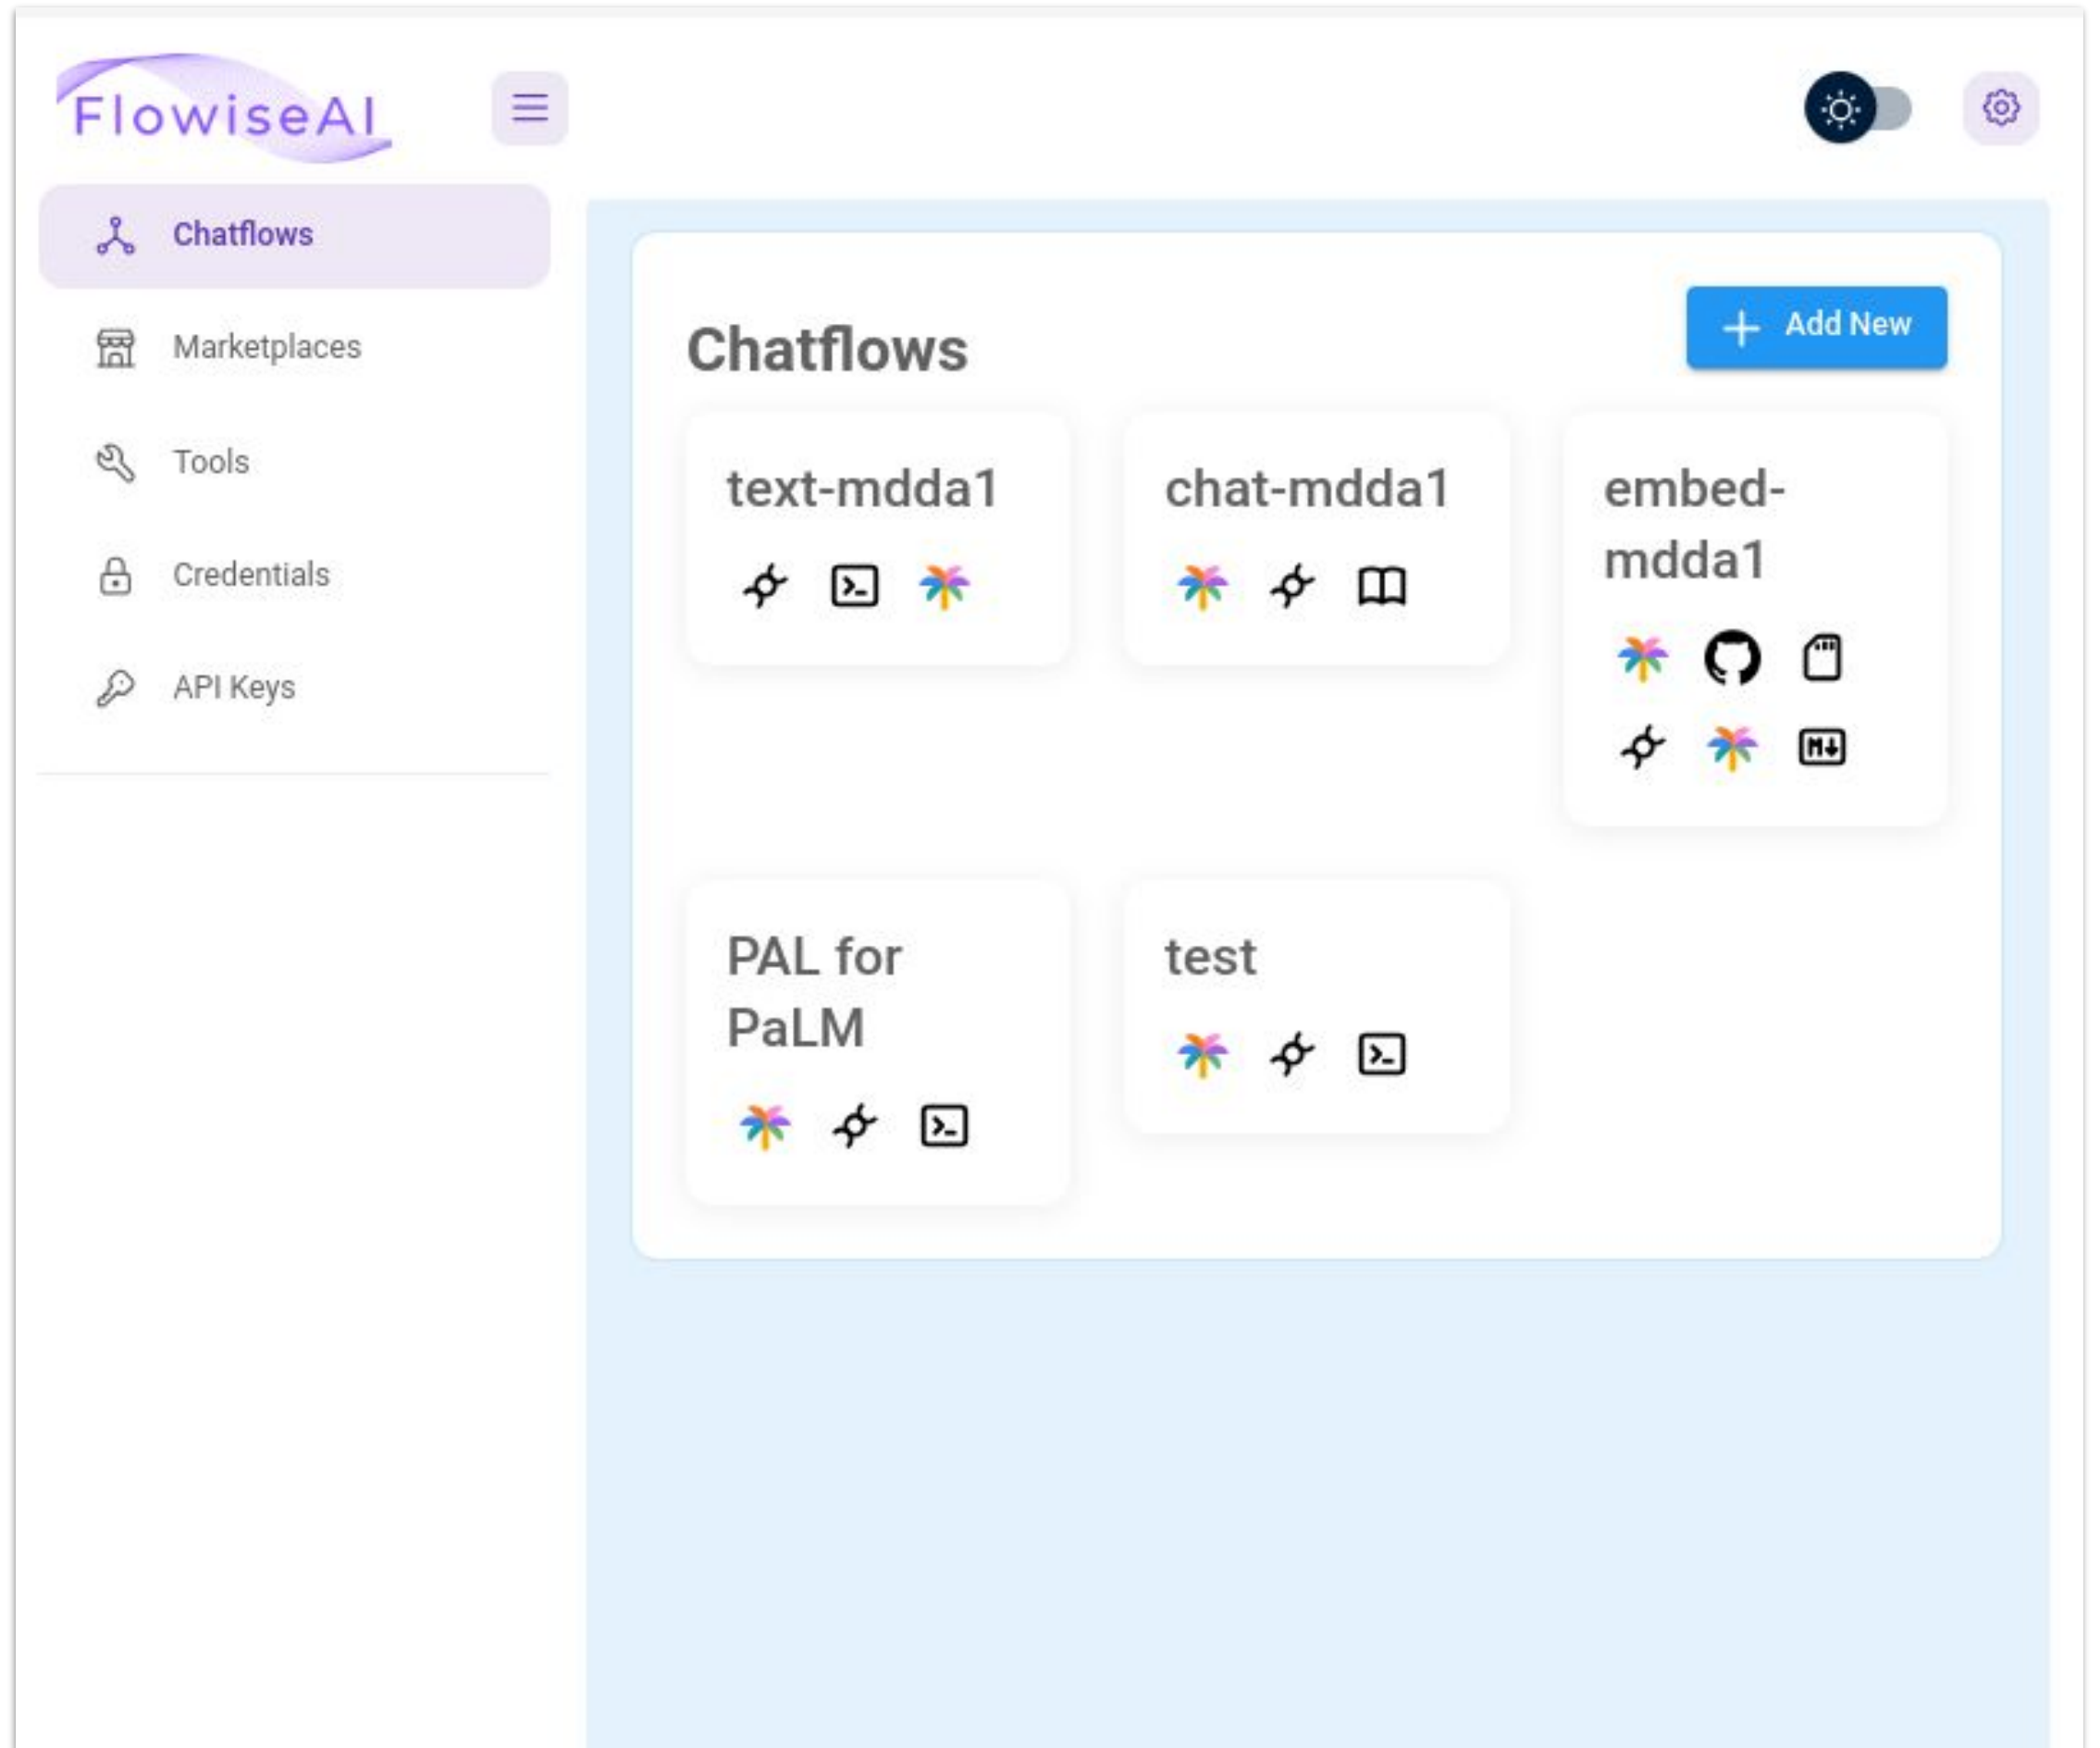 FlowiseAI
Chatflows
Marketplaces
Tools
Credentials
API Keys
Chatflows
Add New
text-mdda1
chat-mdda1
embed-
mdda1
M
PAL for
PaLM
test